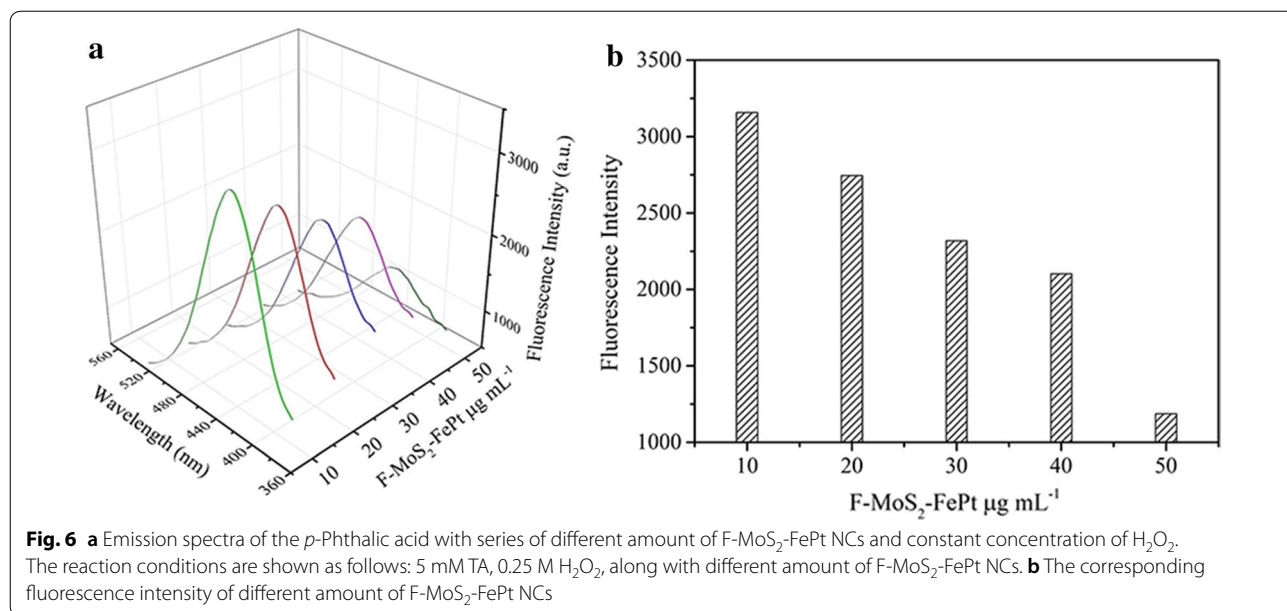 a
3000
2000
1000
Fluorescence Intensity (a.u.)
560
520
480
440
400
360
Wavelength (nm)
10
20
30
40
50
F-MoS₂-FePt μg mL⁻¹
b
3500
3000
2500
2000
1500
1000
Fluorescence Intensity
10 20 30 40 50
F-MoS₂-FePt μg mL⁻¹
Fig. 6 a Emission spectra of the p-Phthalic acid with series of different amount of F-MoS₂-FePt NCs and constant concentration of H₂O₂.
The reaction conditions are shown as follows: 5 mM TA, 0.25 M H₂O₂, along with different amount of F-MoS₂-FePt NCs. b The corresponding
fluorescence intensity of different amount of F-MoS₂-FePt NCs